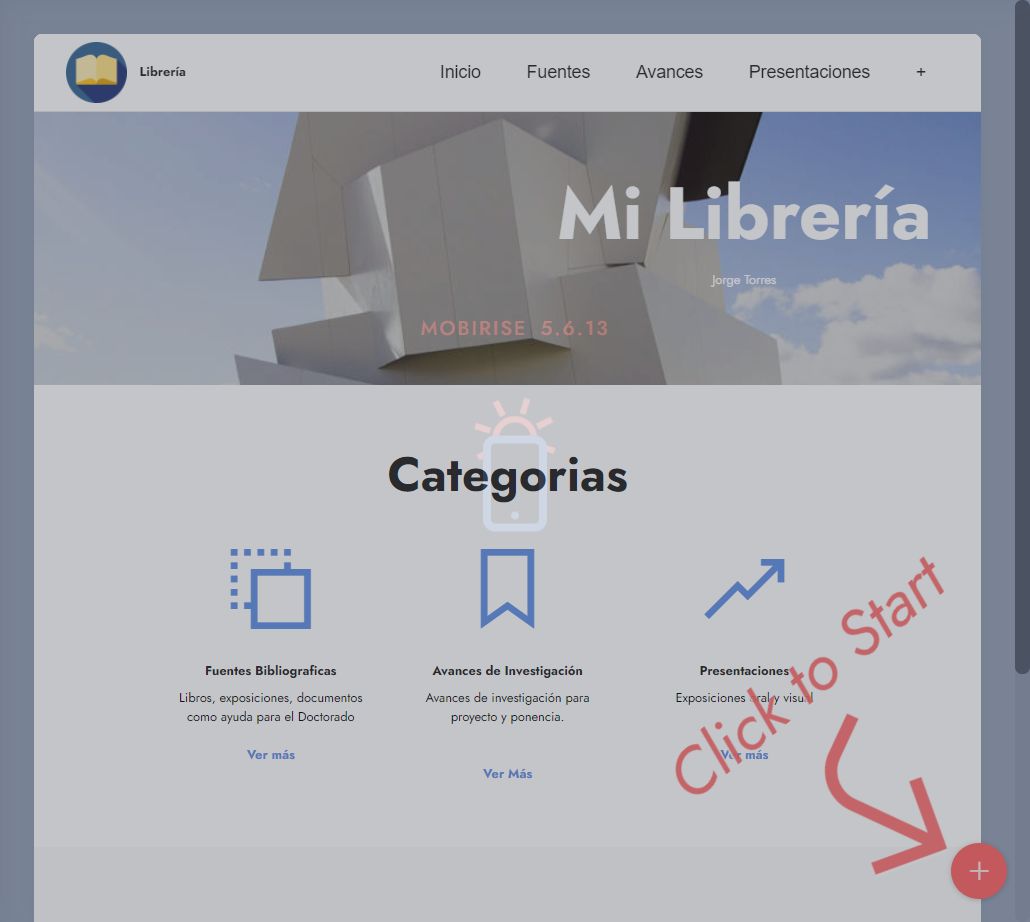 Librería
Inicio
Fuentes
Avances
Presentaciones
+
Mi Librería
Jorge Torres
MOBIRISE 5.6.13
Categorias
Fuentes Bibliograficas
Libros, exposiciones, documentos
como ayuda para el Doctorado
Ver más
Avances de Investigación
Avances de investigación para
proyecto y ponencia.
Ver Más
Presentaciones
Exposiciones oral y visual
Ver más
Click to Start
+